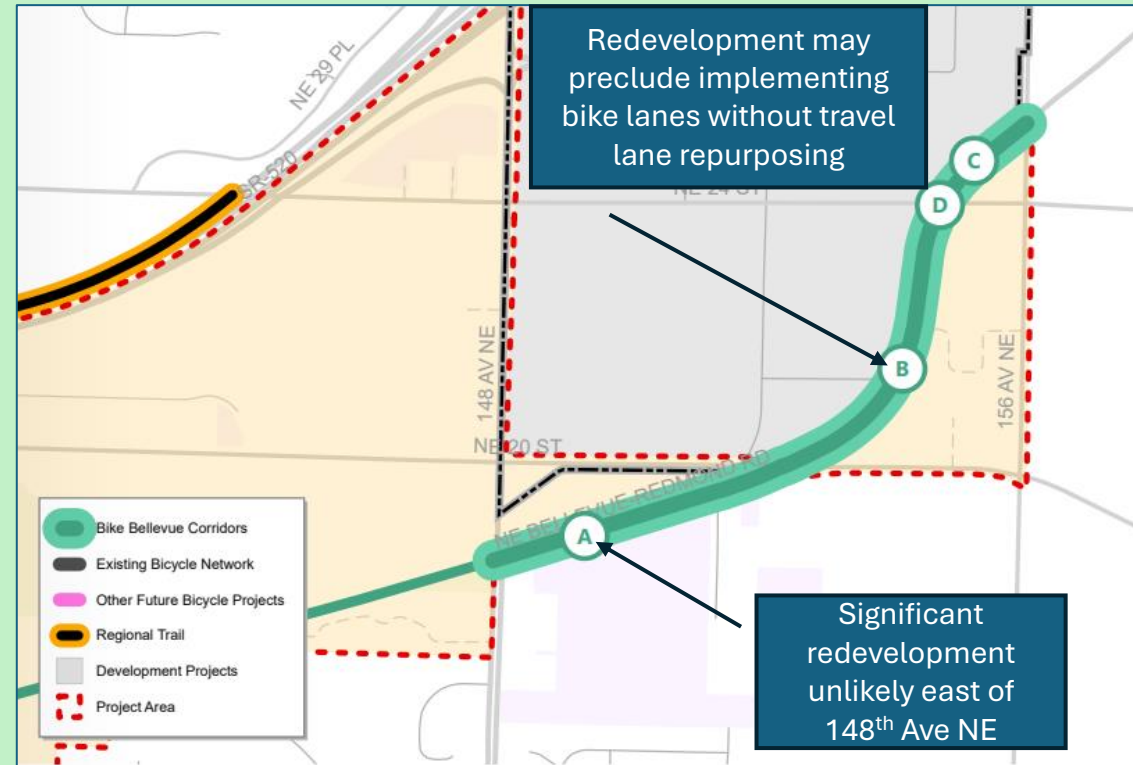 Redevelopment may
preclude implementing
bike lanes without travel
lane repurposing
NE 29 PL
SR-520
C
NE 24 ST
D
B
148 AV NE
156 AV NE
NE 20 ST
NE BELLEVUE-REDMOND RD
A
Bike Bellevue Corridors
Existing Bicycle Network
Other Future Bicycle Projects
Regional Trail
Development Projects
Project Area
Significant
redevelopment
unlikely east of
148th Ave NE